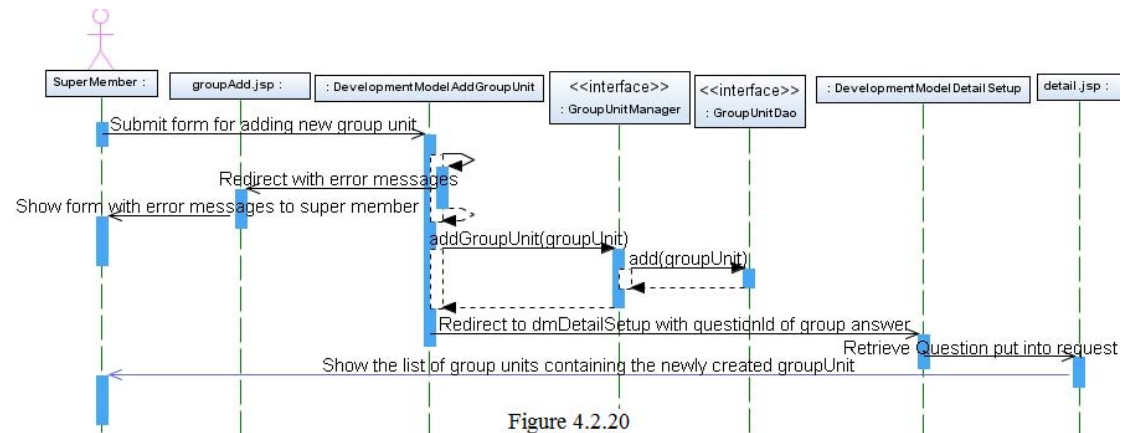 SuperMember :
groupAdd.jsp :
: DevelopmentModelAddGroupUnit
<<interface>>
: GroupUnitManager
<<interface>>
: GroupUnitDao
: DevelopmentModelDetailSetup
detail.jsp :
Submit form for adding new group unit
Redirect with error messages
Show form with error messages to super member
addGroupUnit(groupUnit)
add(groupUnit)
Redirect to dmDetailSetup with questionId of group answer
Retrieve Question put into request
Show the list of group units containing the newly created groupUnit
Figure 4.2.20